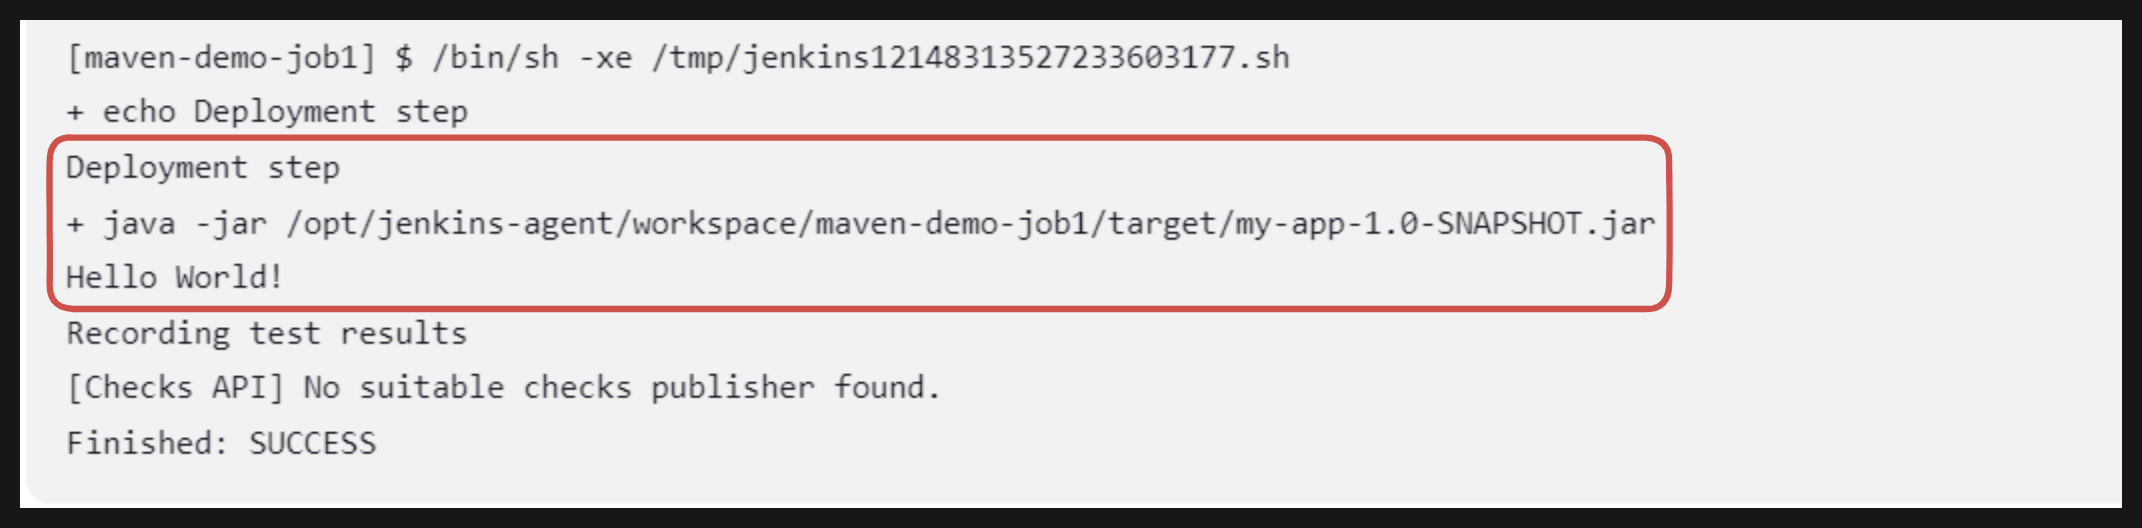 [maven-demo-job1] $ /bin/sh -xe /tmp/jenkins12148313527233603177.sh
+ echo Deployment step
Deployment step
+ java -jar /opt/jenkins-agent/workspace/maven-demo-job1/target/my-app-1.0-SNAPSHOT.jar
Hello World!
Recording test results
[Checks API] No suitable checks publisher found.
Finished: SUCCESS